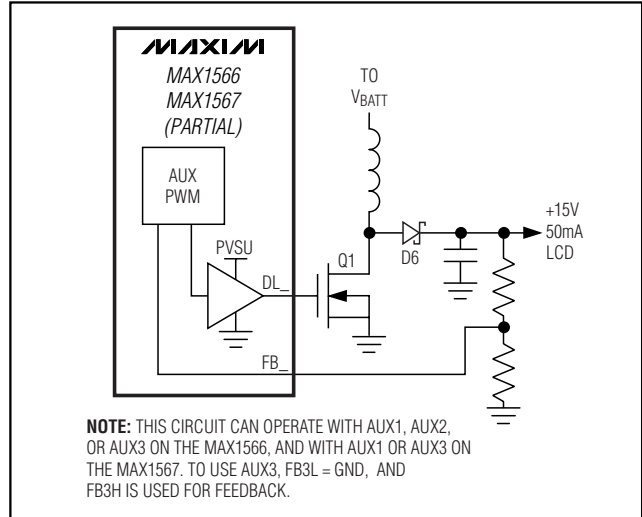 MAXIM
MAX1566
MAX1567
(PARTIAL)
TO
VBATT
AUX
PWM
PVSU
DL_
Q1
D6
+15V
50mA
LCD
FB_
NOTE: THIS CIRCUIT CAN OPERATE WITH AUX1, AUX2,
OR AUX3 ON THE MAX1566, AND WITH AUX1 OR AUX3 ON
THE MAX1567. TO USE AUX3, FB3L = GND, AND
FB3H IS USED FOR FEEDBACK.